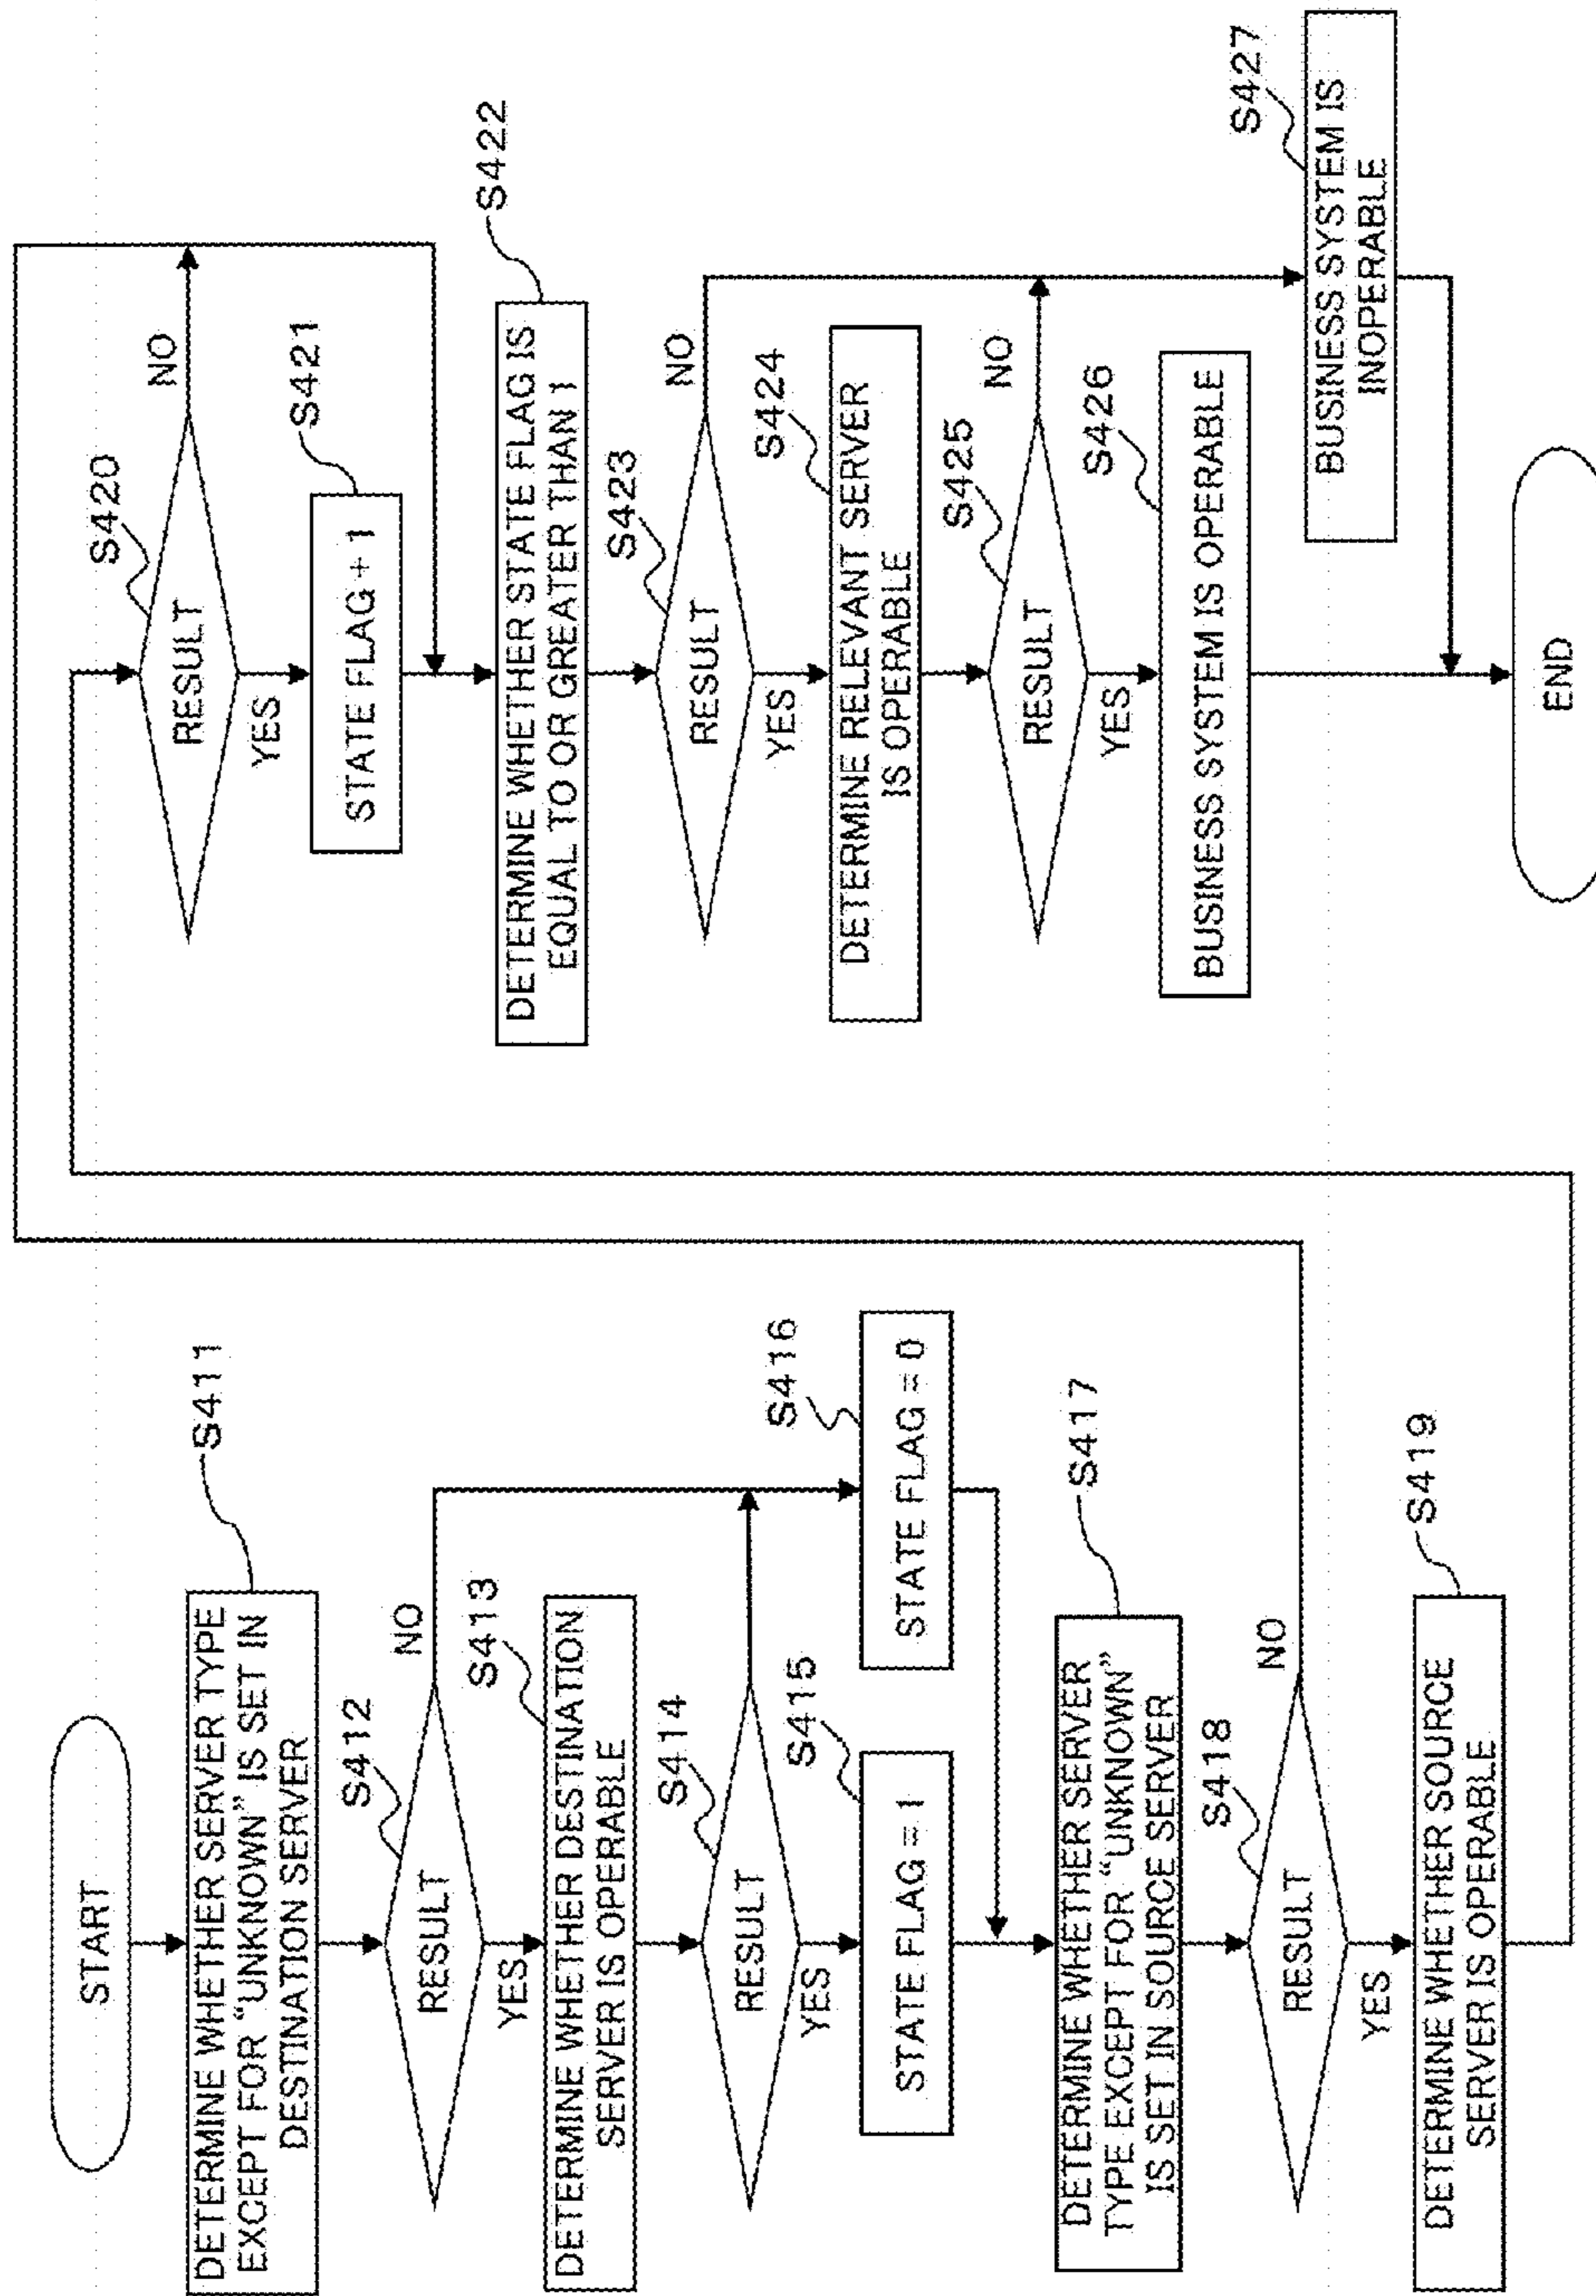 START
S411
DETERMINE WHETHER SERVER TYPE
EXCEPT FOR “UNKNOWN” IS SET IN
DESTINATION SERVER
S412
RESULT
NO
YES
S413
DETERMINE WHETHER DESTINATION
SERVER IS OPERABLE
S414
RESULT
YES
S415
STATE FLAG = 1
S416
STATE FLAG = 0
S417
DETERMINE WHETHER SERVER
TYPE EXCEPT FOR “UNKNOWN”
IS SET IN SOURCE SERVER
S418
RESULT
NO
YES
S419
DETERMINE WHETHER SOURCE
SERVER IS OPERABLE
S420
RESULT
NO
YES
S421
STATE FLAG + 1
S422
DETERMINE WHETHER STATE FLAG IS
EQUAL TO OR GREATER THAN 1
S423
RESULT
NO
YES
S424
DETERMINE RELEVANT SERVER
IS OPERABLE
S425
RESULT
NO
YES
S426
BUSINESS SYSTEM IS OPERABLE
S427
BUSINESS SYSTEM IS
INOPERABLE
END